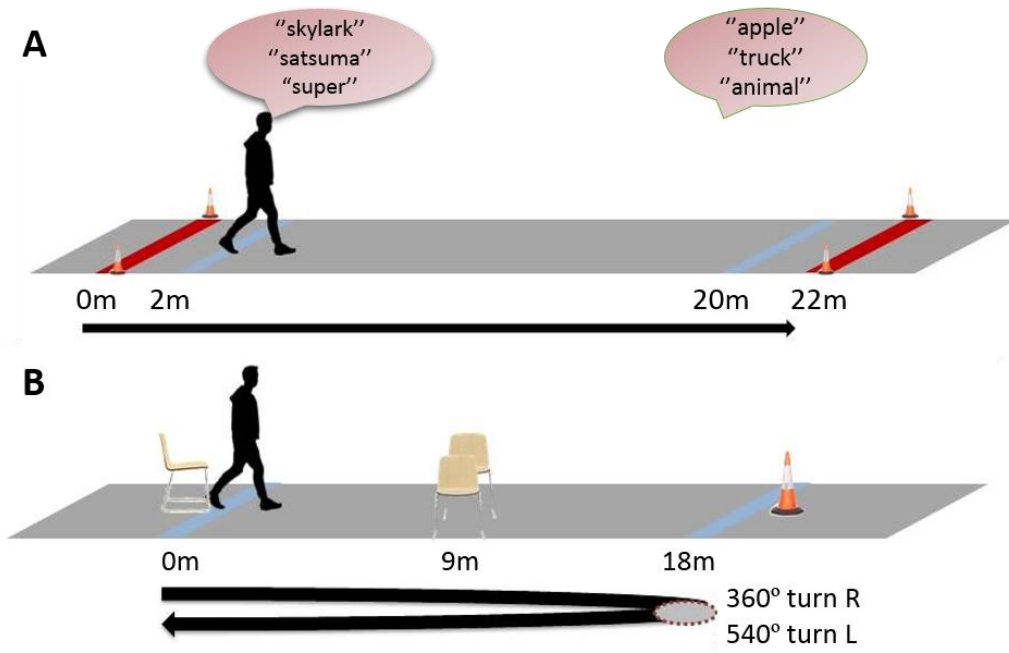 A
‘’skylark’’
‘’satsuma’’
“super’’
‘’apple’’
‘’truck’’
‘’animal’’
0m 2m 20m 22m
B
0m 9m 18m
360º turn R
540º turn L